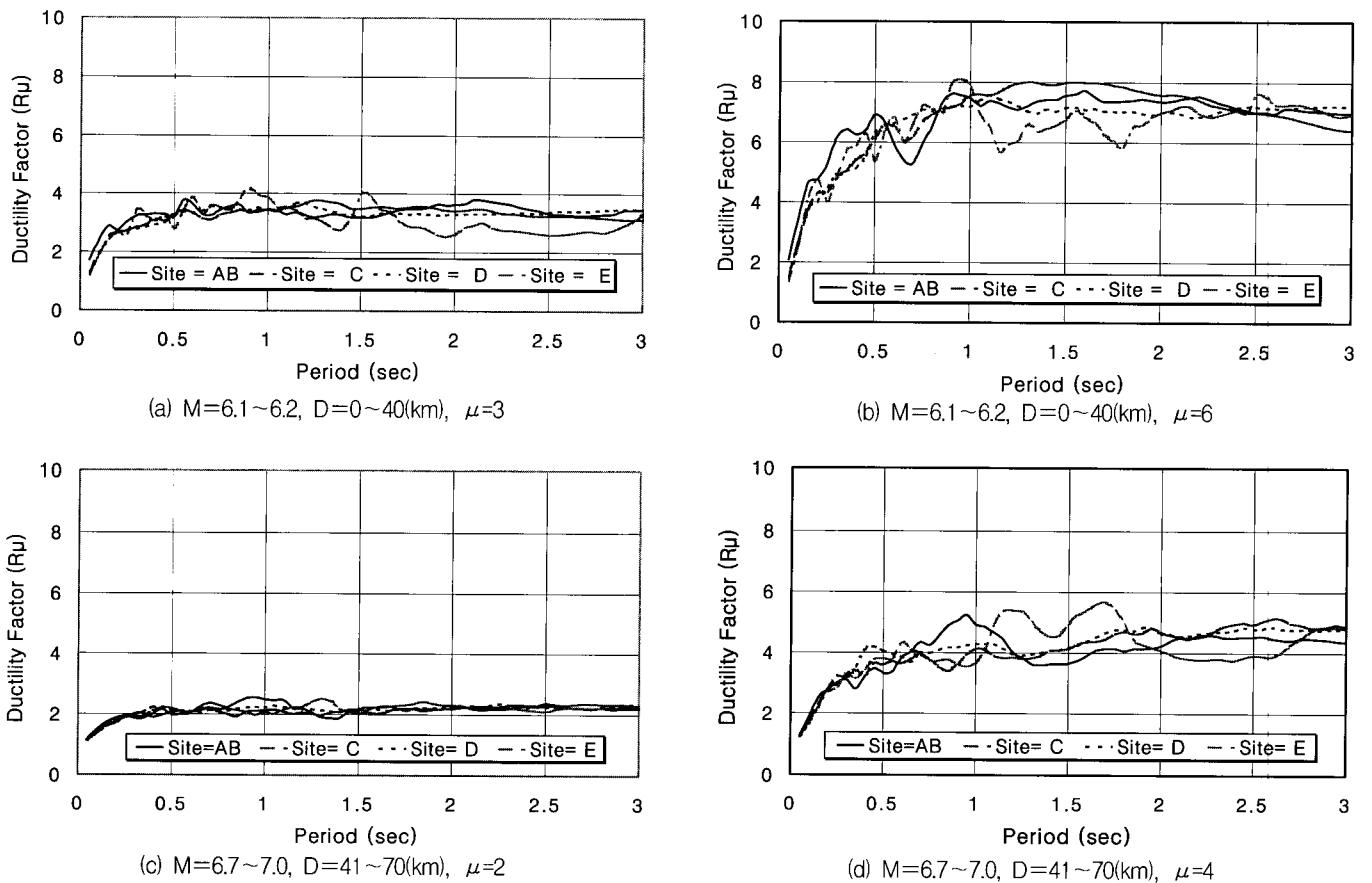 Ductility Factor (Rμ)
10
8
6
4
2
0
Site = AB Site = C Site = D Site = E
0 0.5 1 1.5 2 2.5 3
Period (sec)
(a) M=6.1~6.2, D=0~40(km), μ=3
Ductility Factor (Rμ)
10
8
6
4
2
0
Site = AB Site = C Site = D Site = E
0 0.5 1 1.5 2 2.5 3
Period (sec)
(b) M=6.1~6.2, D=0~40(km), μ=6
Ductility Factor (Rμ)
10
8
6
4
2
0
Site=AB Site= C Site= D Site= E
0 0.5 1 1.5 2 2.5 3
Period (sec)
(c) M=6.7~7.0, D=41~70(km), μ=2
Ductility Factor (Rμ)
10
8
6
4
2
0
Site=AB Site= C Site= D Site= E
0 0.5 1 1.5 2 2.5 3
Period (sec)
(d) M=6.7~7.0, D=41~70(km), μ=4